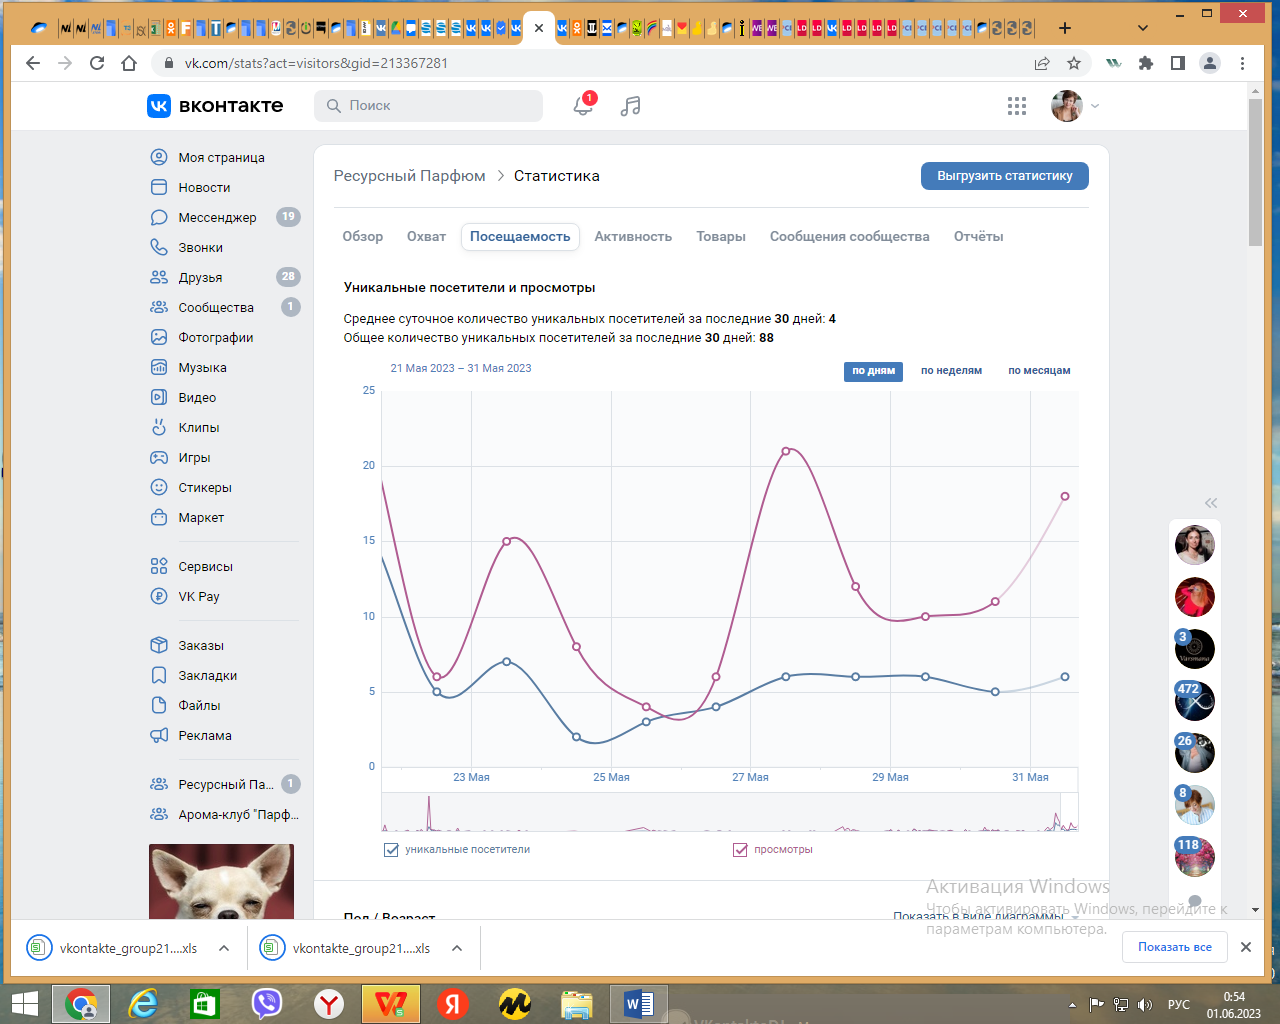 vk.com/stats?act=visitors&gid=213367281
вконтакте
Поиск
1
Моя страница
Новости
Мессенджер 19
Звонки
Друзья 28
Сообщества 1
Фотографии
Музыка
Видео
Клипы
Игры
Стикеры
Маркет
Сервисы
VK Pay
Заказы
Закладки
Файлы
Реклама
Ресурсный Па... 1
Арома-клуб "Парф...
Ресурсный Парфюм > Статистика
Выгрузить статистику
Обзор Охват Посещаемость Активность Товары Сообщения сообщества Отчёты
Уникальные посетители и просмотры
Среднее суточное количество уникальных посетителей за последние 30 дней: 4
Общее количество уникальных посетителей за последние 30 дней: 88
21 Мая 2023 – 31 Мая 2023
по дням по неделям по месяцам
25
20
15
10
5
0
23 Мая 25 Мая 27 Мая 29 Мая 31 Мая
уникальные посетители просмотры
Пол / Возраст
Показать в виде диаграммы
3
472
26
8
118
Активация Windows
Чтобы активировать Windows, перейдите к
параметрам компьютера.
vkontakte_group21....xls
vkontakte_group21....xls
Показать все
РУС
0:54
01.06.2023